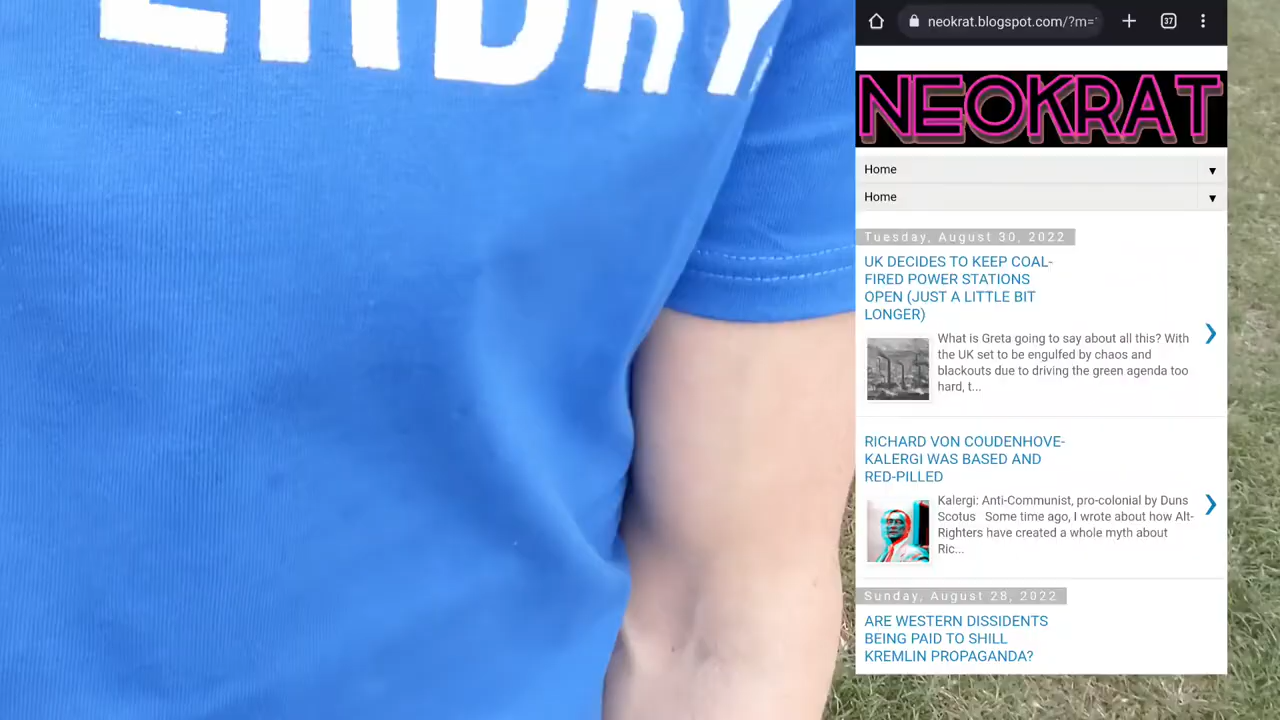 neokrat.blogspot.com/?m=
37
NEOKRAT
Home
Home
Tuesday, August 30, 2022
UK DECIDES TO KEEP COAL-
FIRED POWER STATIONS
OPEN (JUST A LITTLE BIT
LONGER)
What is Greta going to say about all this? With
the UK set to be engulfed by chaos and
blackouts due to driving the green agenda too
hard, t...
RICHARD VON COUDENHOVE-
KALERGI WAS BASED AND
RED-PILLED
Kalergi: Anti-Communist, pro-colonial by Duns
Scotus Some time ago, I wrote about how Alt-
Righters have created a whole myth about
Ric...
Sunday, August 28, 2022
ARE WESTERN DISSIDENTS
BEING PAID TO SHILL
KREMLIN PROPAGANDA?